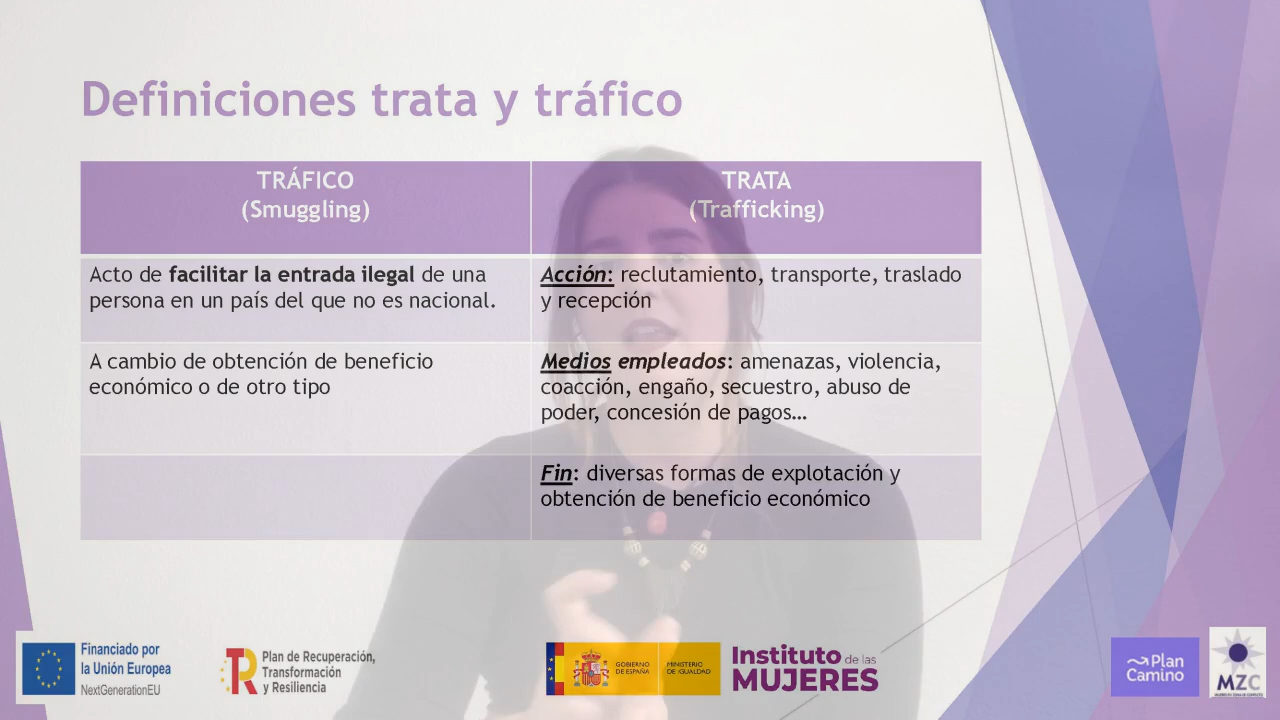 Definiciones trata y tráfico
TRÁFICO
(Smuggling)
TRATA
(Trafficking)
Acto de facilitar la entrada ilegal de una
persona en un país del que no es nacional.
Acción: reclutamiento, transporte, traslado
y recepción
A cambio de obtención de beneficio
económico o de otro tipo
Medios empleados: amenazas, violencia,
coacción, engaño, secuestro, abuso de
poder, concesión de pagos…
Fin: diversas formas de explotación y
obtención de beneficio económico
Financiado por
la Unión Europea
NextGenerationEU
Plan de Recuperación,
Transformación
y Resiliencia
GOBIERNO
DE ESPAÑA
MINISTERIO
DE IGUALDAD
Instituto de las
MUJERES
Plan
Camino
MZC